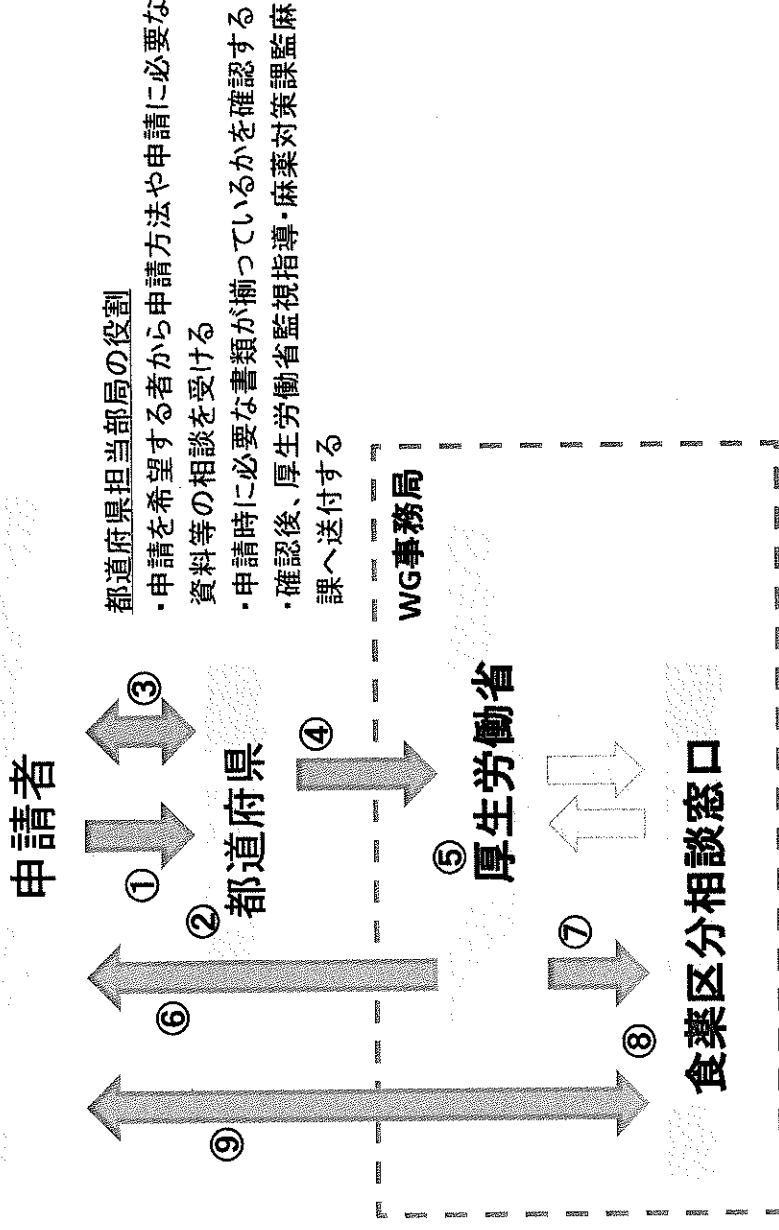 申請者
①
③
②
都道府県
都道府県担当部局の役割
・申請を希望する者から申請方法や申請に必要な
資料等の相談を受ける
・申請時に必要な書類が揃っているかを確認する
・確認後、厚生労働省監視指導・麻薬対策課監麻
課へ送付する
⑥
④
⑨
WG事務局
⑤
厚生労働省
⑦
⑧
食薬区分相談窓口